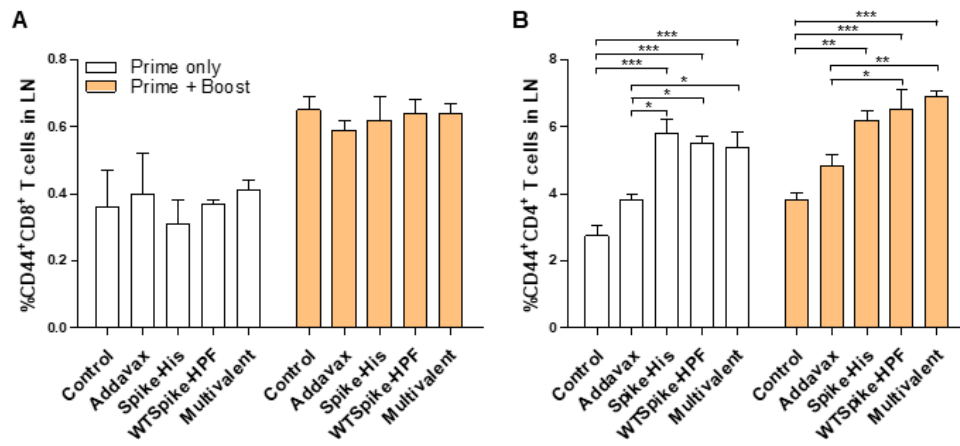 A
%CD44+CD8+ T cells in LN
0.8
0.6
0.4
0.2
0.0
Prime only
Prime + Boost
Control
Addavax
Spike-His
WTSpike-HPF
Multivalent
Control
Addavax
Spike-His
WTSpike-HPF
Multivalent
B
%CD44+CD4+ T cells in LN
8
6
4
2
0
***
***
***
*
*
*
***
***
**
**
*
Control
Addavax
Spike-His
WTSpike-HPF
Multivalent
Control
Addavax
Spike-His
WTSpike-HPF
Multivalent